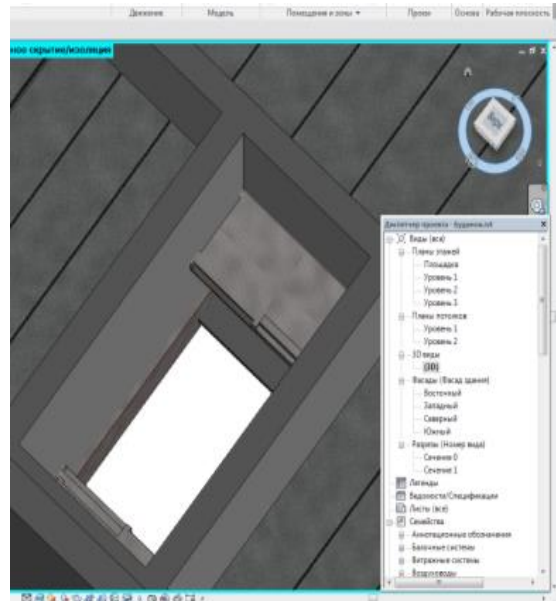 Движение Модель Помещения и зоны Проем Основа Рабочая плоскость
ное скрытие/изоляция
Диспетчер проекта -
Виды (все)
Планы этажей
Площадка
Уровень 1
Уровень 2
Уровень 3
Планы потолков
Уровень 1
Уровень 2
3D виды
{3D}
Фасады (Фасад здания)
Восточный
Западный
Северный
Южный
Разрезы (Номер вида)
Сечение 0
Сечение 1
Легенды
Ведомости/Спецификации
Листы (все)
Семейства
Аннотационные обозначения
Балочные системы
Витражные системы
Воздуховоды